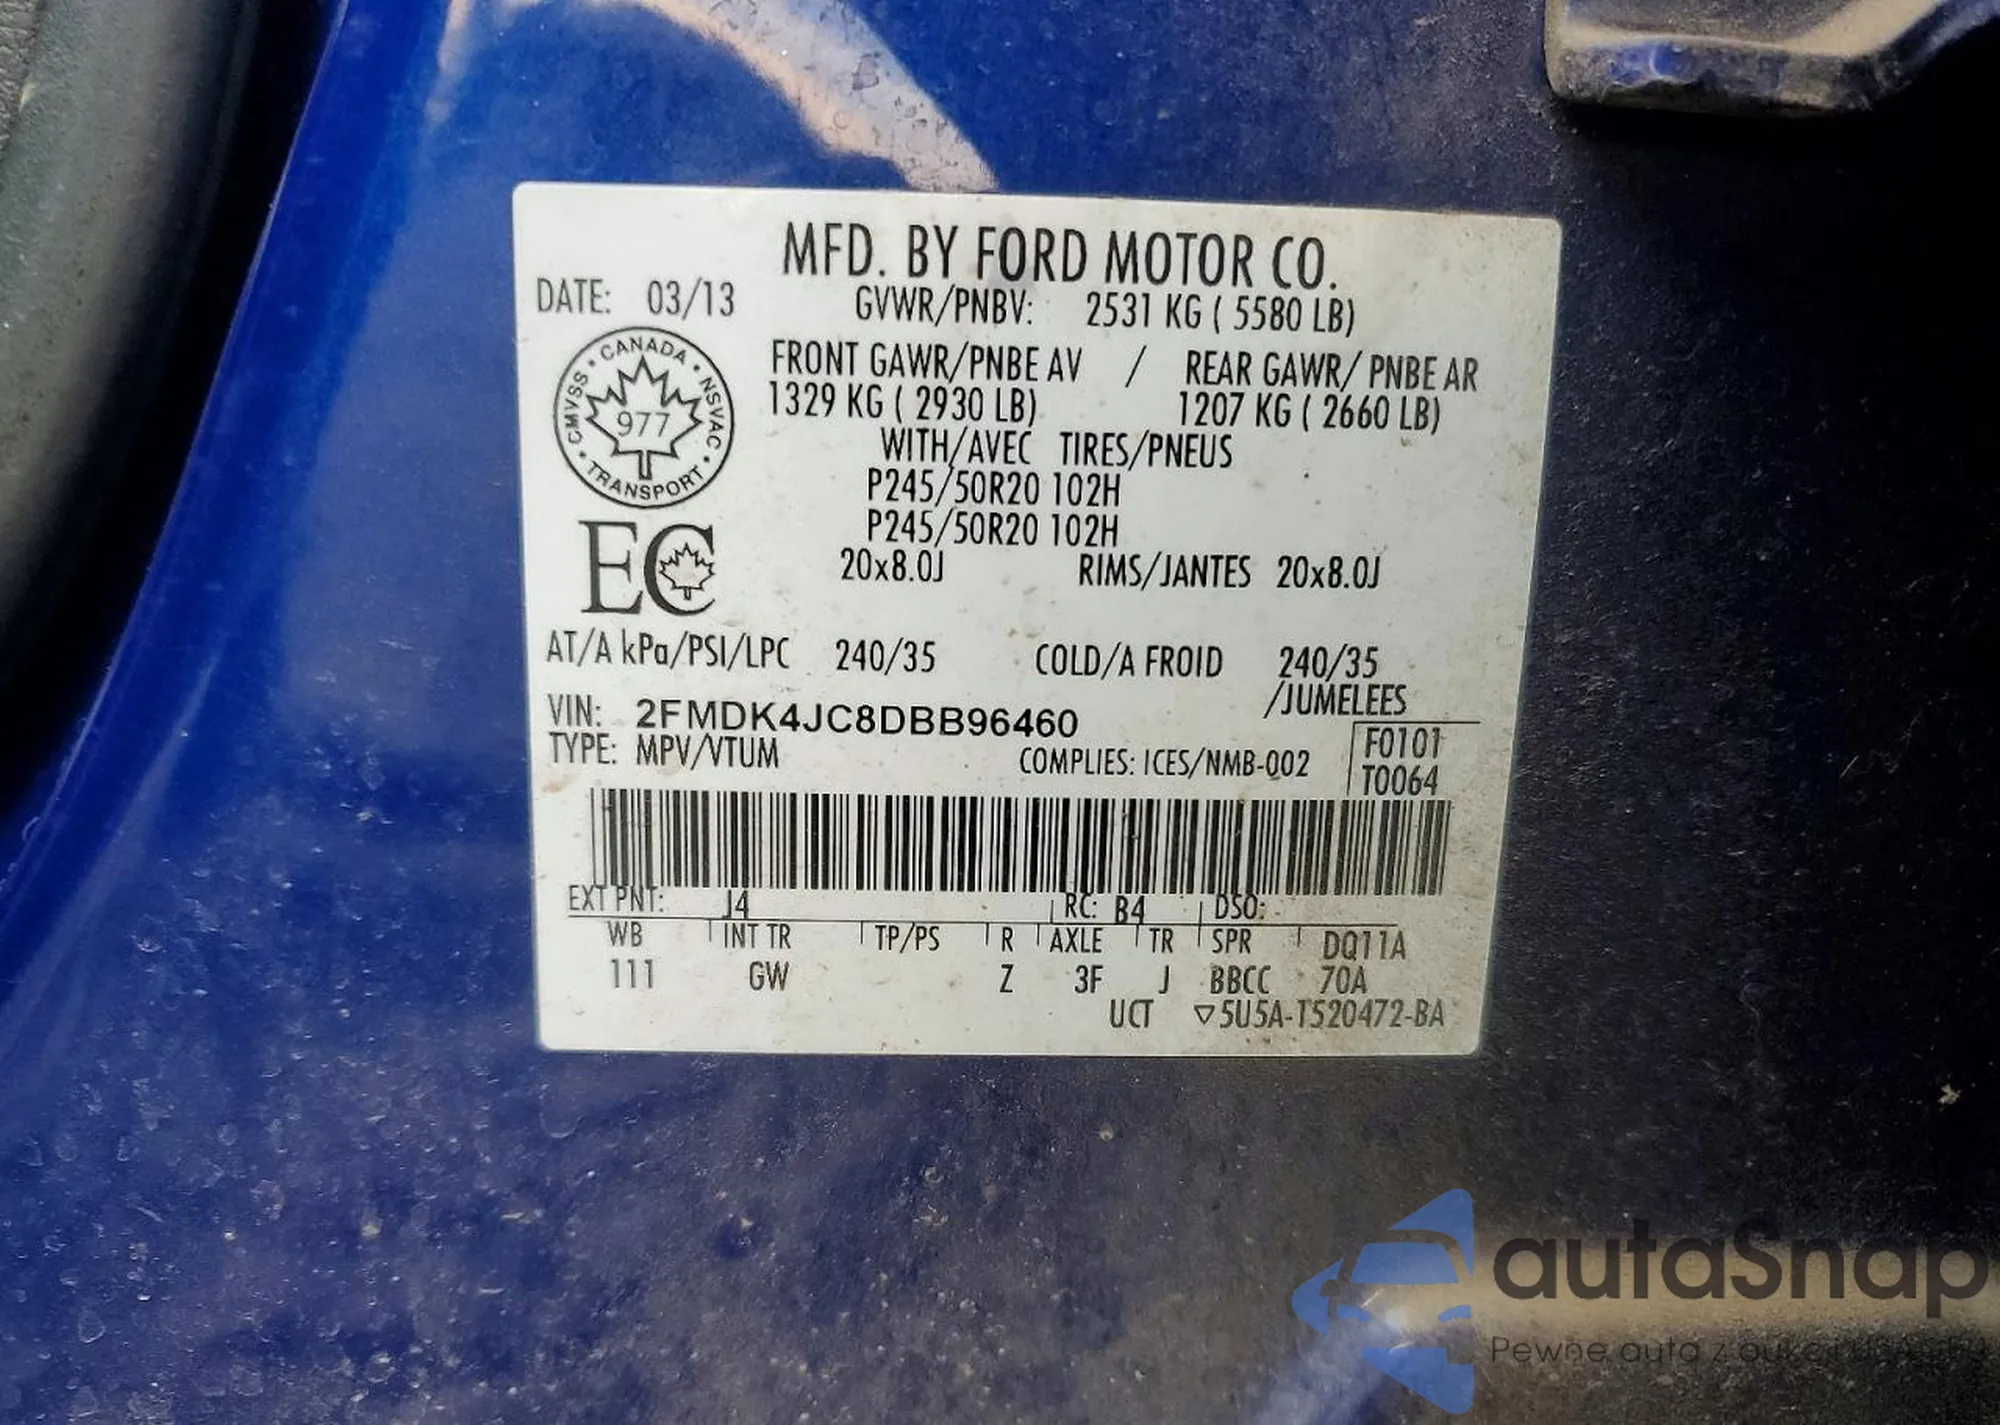 MFD. BY FORD MOTOR CO.
DATE: 03/13 GVWR/PNBV: 2531 KG ( 5580 LB)
FRONT GAWR/PNBE AV / REAR GAWR/ PNBE AR
1329 KG ( 2930 LB) 1207 KG ( 2660 LB)
WITH/AVEC TIRES/PNEUS
P245/50R20 102H
P245/50R20 102H
20x8.0J RIMS/JANTES 20x8.0J
CANADA · NSVAC · TRANSPORT · CMVSS ·
977
EC
AT/A kPa/PSI/LPC 240/35 COLD/A FROID 240/35
/JUMELEES
VIN: 2FMDK4JC8DBB96460
TYPE: MPV/VTUM COMPLIES: ICES/NMB-002
F0101
T0064
EXT PNT: J4 RC: B4 DSO:
WB INT TR TP/PS R AXLE TR SPR DQ11A
111 GW Z 3F J BBCC 70A
UCT ▽5U5A-1520472-BA
autaSnap
Pewne auta z